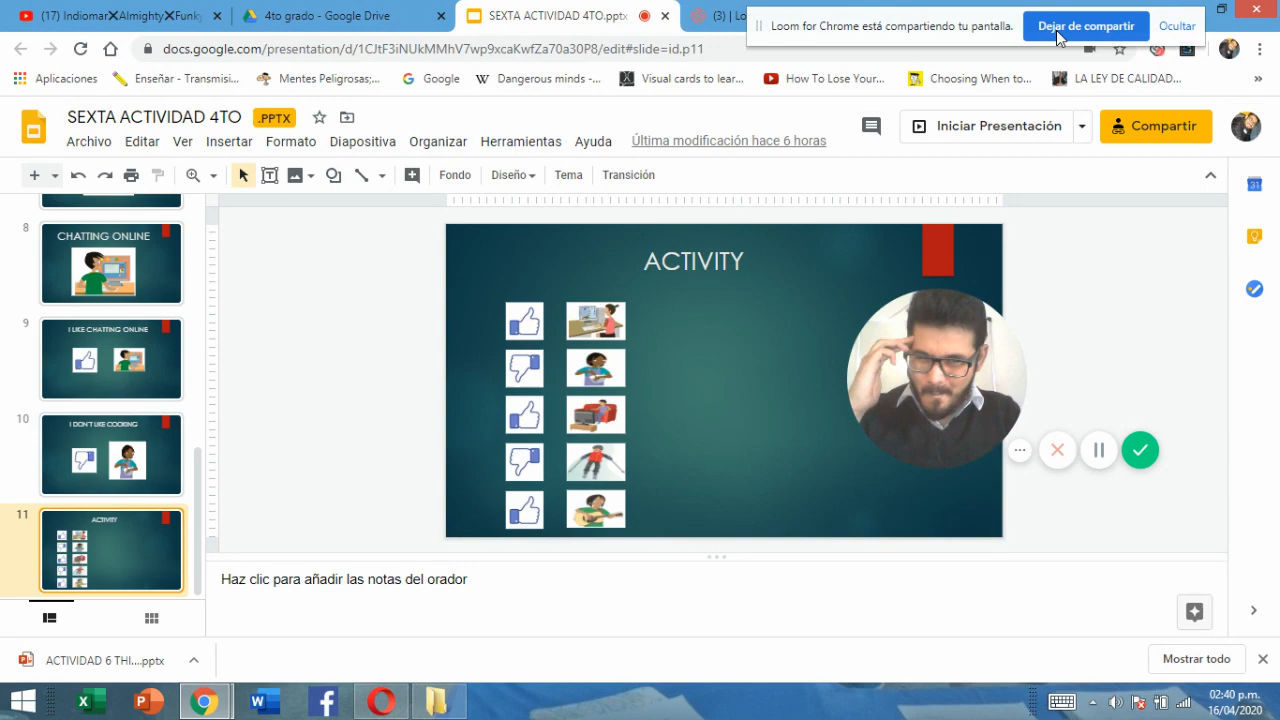 (17) Indiomar✕Almighty✕Funky
4to grado - Google Drive
SEXTA ACTIVIDAD 4TO.pptx
(3) Lo
Loom for Chrome está compartiendo tu pantalla.
Dejar de compartir
Ocultar
docs.google.com/presentation/d/1CJtF3iNUkMMhV7wp9xcaKwfZa70a30P8/edit#slide=id.p11
Aplicaciones
Enseñar - Transmisi...
Mentes Peligrosas;...
Google
Dangerous minds -...
Visual cards to lear...
How To Lose Your...
Choosing When to...
LA LEY DE CALIDAD...
»
SEXTA ACTIVIDAD 4TO
.PPTX
Iniciar Presentación
Compartir
Archivo
Editar
Ver
Insertar
Formato
Diapositiva
Organizar
Herramientas
Ayuda
Última modificación hace 6 horas
Fondo
Diseño
Tema
Transición
8
CHATTING ONLINE
9
I LIKE CHATTING ONLINE
10
I DON'T LIKE COOKING
11
ACTIVITY
ACTIVITY
31
Haz clic para añadir las notas del orador
ACTIVIDAD 6 THI....pptx
Mostrar todo
02:40 p.m.
16/04/2020